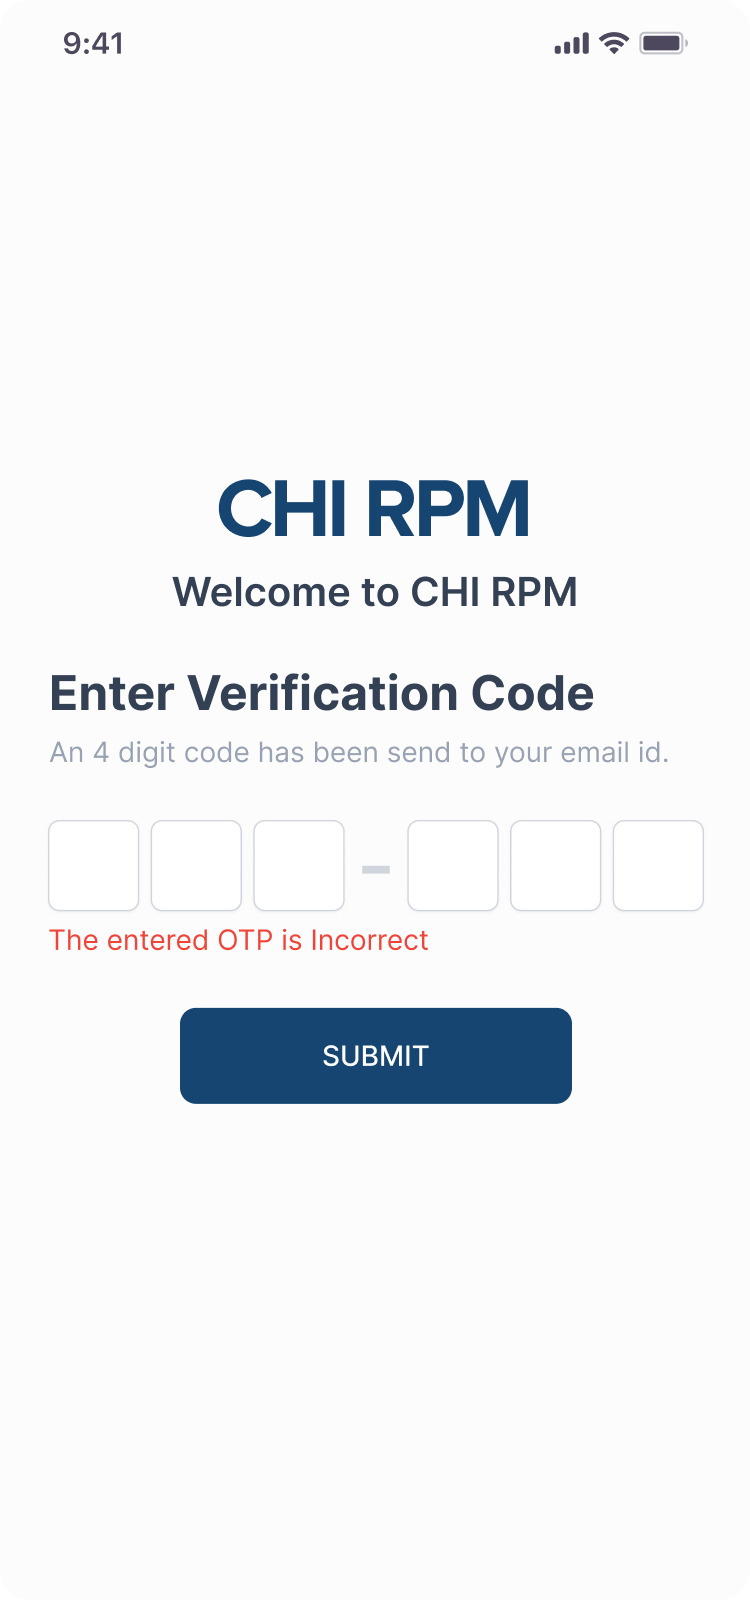 9:41
CHI RPM
Welcome to CHI RPM
Enter Verification Code
An 4 digit code has been send to your email id.
The entered OTP is Incorrect
SUBMIT